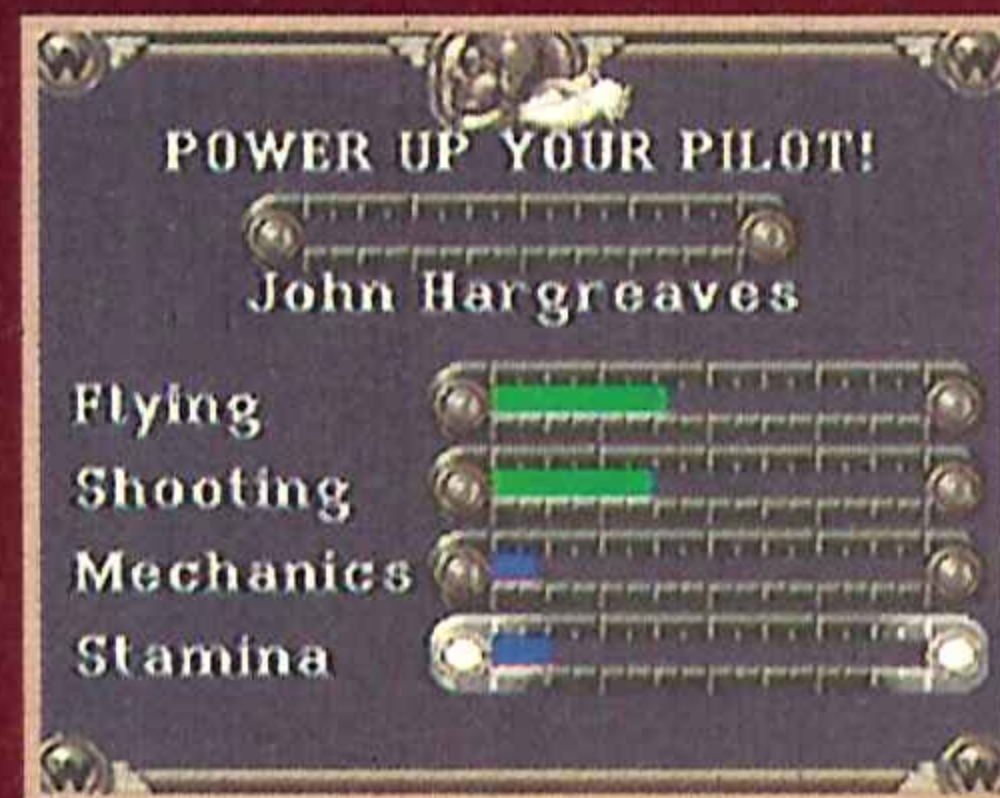 POWER UP YOUR PILOT!
John Hargreaves
Flying
Shooting
Mechanics
Stamina
W
W
W
W